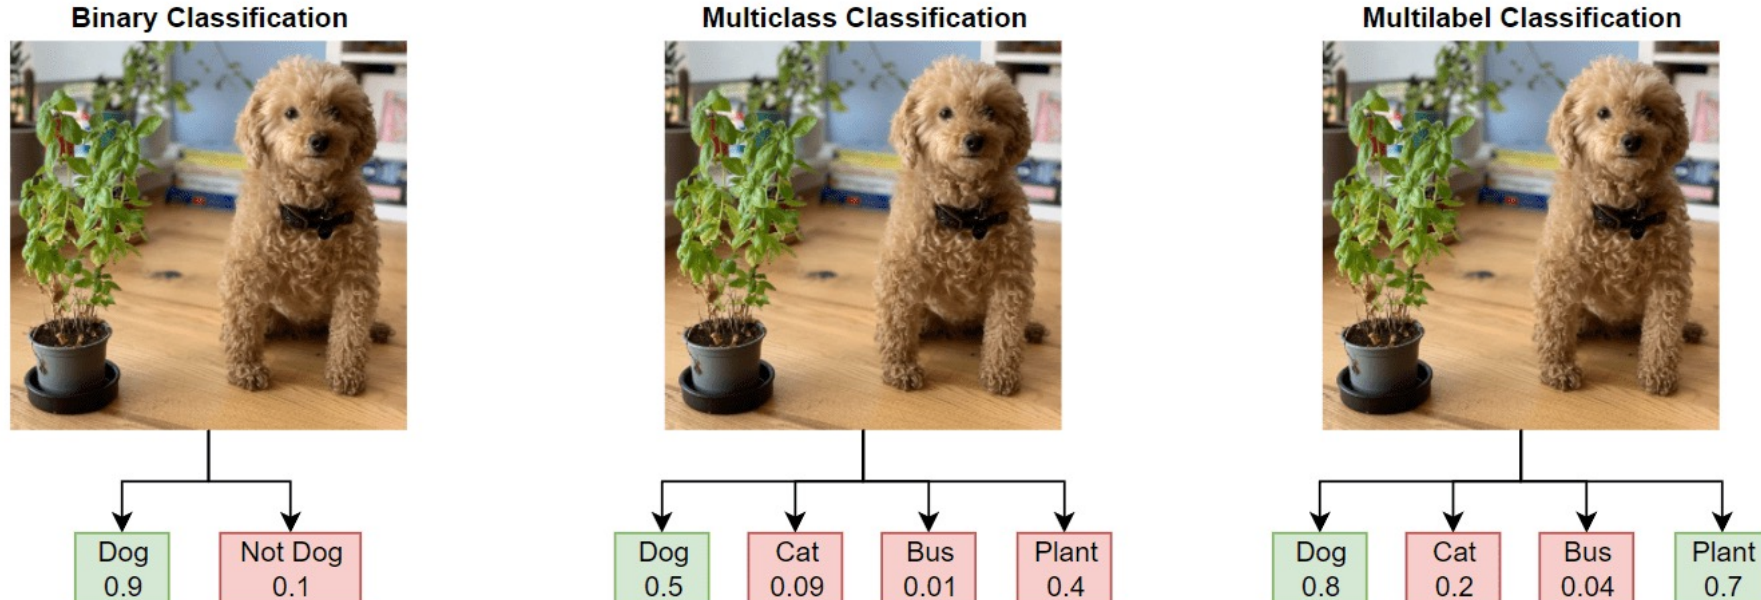 Binary Classification
Multiclass Classification
Multilabel Classification
Dog
0.9
Not Dog
0.1
Dog
0.5
Cat
0.09
Bus
0.01
Plant
0.4
Dog
0.8
Cat
0.2
Bus
0.04
Plant
0.7